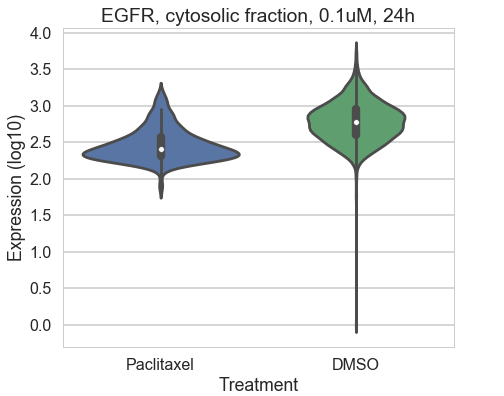 EGFR, cytosolic fraction, 0.1uM, 24h
Expression (log10)
4.0
3.5
3.0
2.5
2.0
1.5
1.0
0.5
0.0
Paclitaxel
DMSO
Treatment